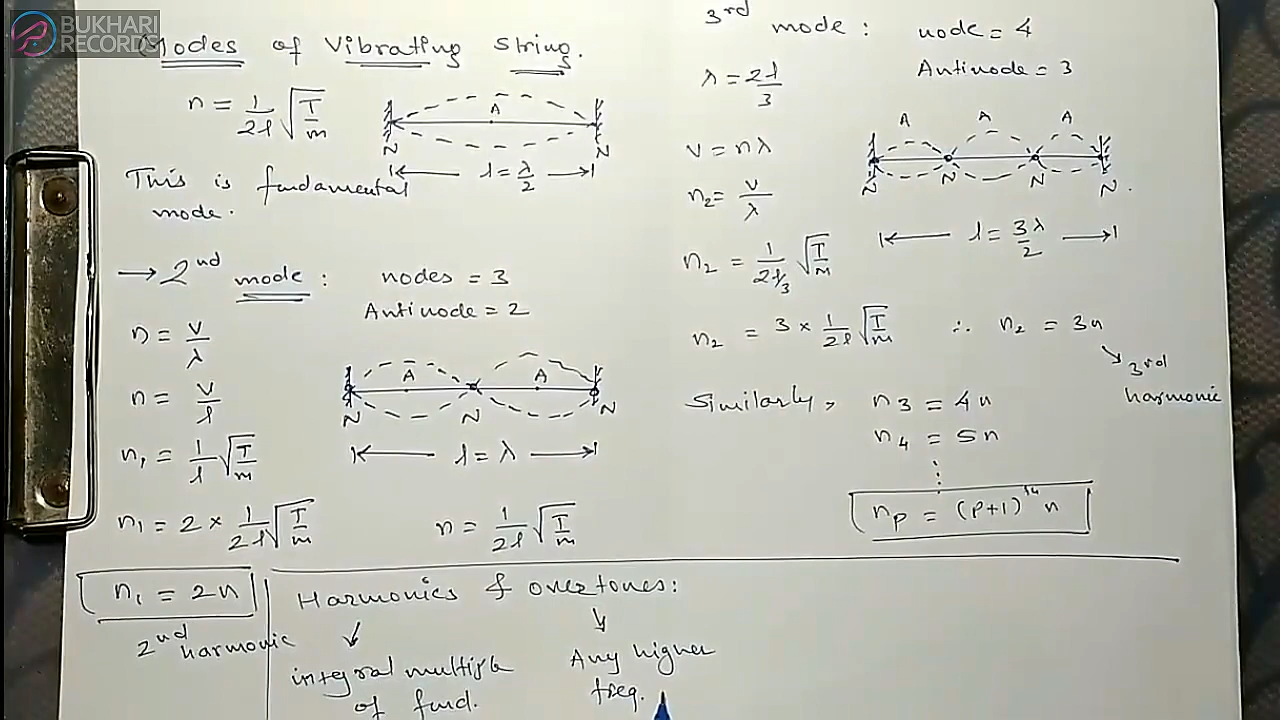 BUKHARI
RECORDS
Modes of Vibrating String.
n = 1/2l √T/m
A
N N
l = λ/2
This is fundamental
mode.
→ 2nd mode :
nodes = 3
Antinode = 2
n = v/λ
n = v/l
n1 = 1/l √T/m
n1 = 2 × 1/2l √T/m
A A
N N N
l = λ
n = 1/2l √T/m
n1 = 2n
2nd harmonic
3rd mode : node = 4
Antinode = 3
λ = 2l/3
v = nλ
n2 = v/λ
n2 = 1/2l/3 √T/m
A A A
N N N N.
l = 3λ/2
n2 = 3 × 1/2l √T/m ∴ n2 = 3n
3rd
harmonic
Similarly, n3 = 4n
n4 = 5n
np = (p+1)th n
Harmonics & overtones:
integral multiple
of fund.
Any higher
freq.